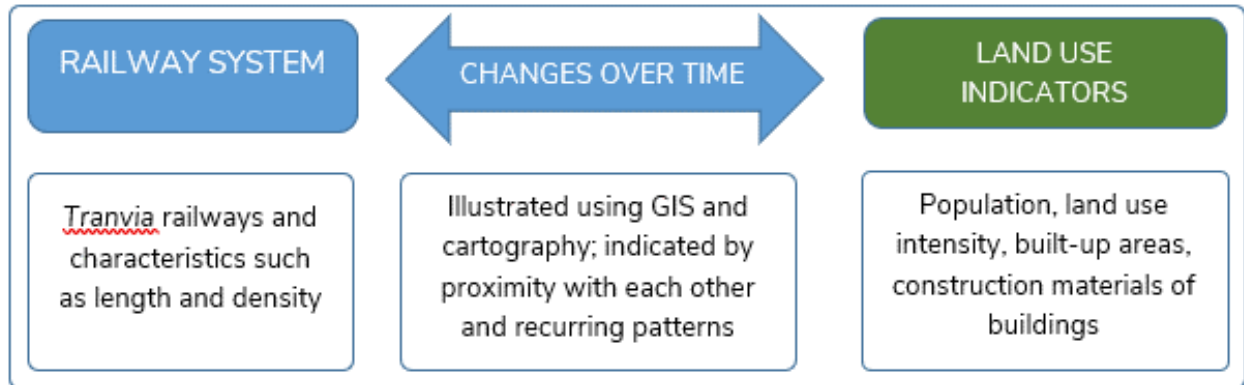 RAILWAY SYSTEM
CHANGES OVER TIME
LAND USE
INDICATORS
Tranvia railways and
characteristics such
as length and density
Illustrated using GIS and
cartography; indicated by
proximity with each other
and recurring patterns
Population, land use
intensity, built-up areas,
construction materials of
buildings